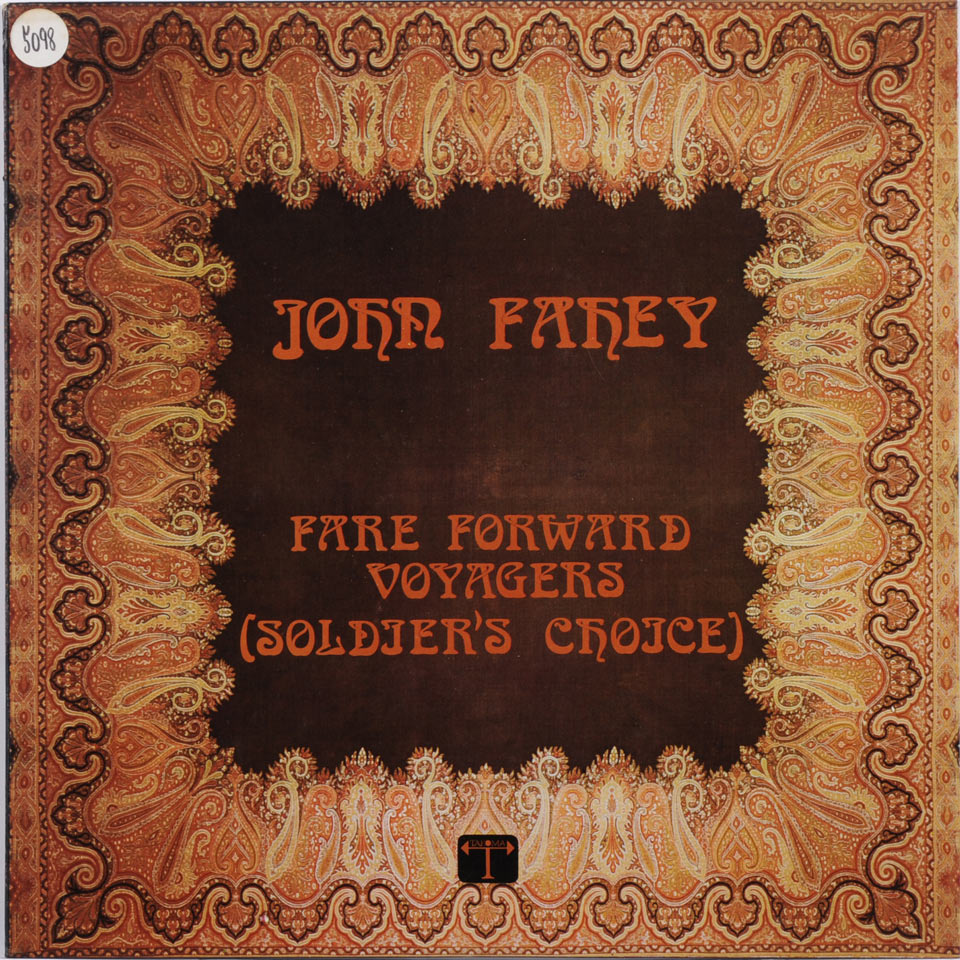 5098
JOHN FAHEY
FARE FORWARD
VOYAGERS
(SOLDIER'S CHOICE)
TAKOMA
T